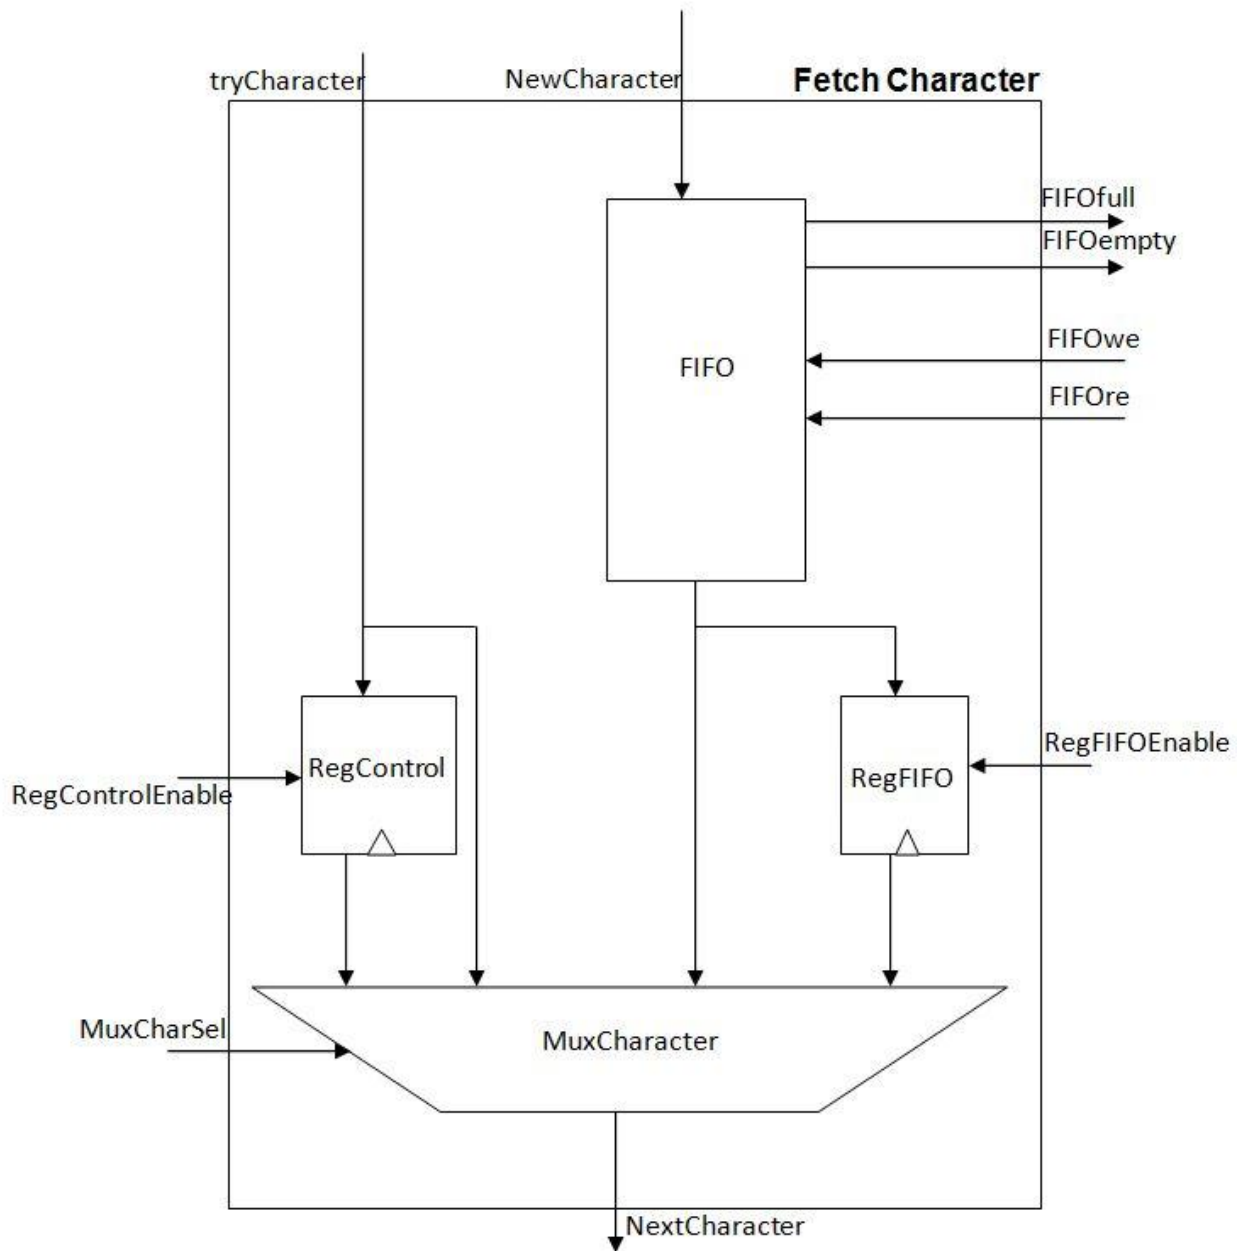 tryCharacter
NewCharacter
Fetch Character
FIFOfull
FIFOempty
FIFOwe
FIFO
FIFOre
RegControl
RegFIFOEnable
RegFIFO
RegControlEnable
MuxCharSel
MuxCharacter
NextCharacter